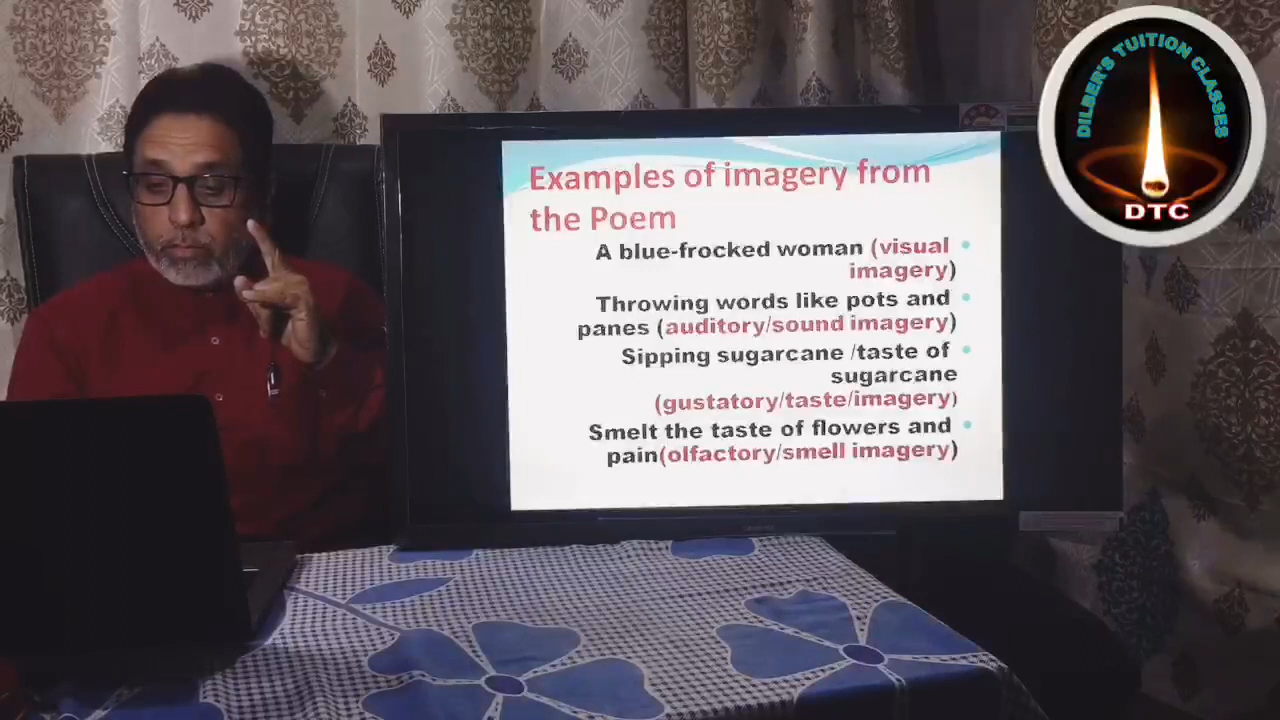 Examples of imagery from
the Poem
A blue-frocked woman (visual
imagery)
Throwing words like pots and
panes (auditory/sound imagery)
Sipping sugarcane /taste of
sugarcane
(gustatory/taste/imagery)
Smelt the taste of flowers and
pain(olfactory/smell imagery)
DILBER'S TUITION CLASSES
DTC